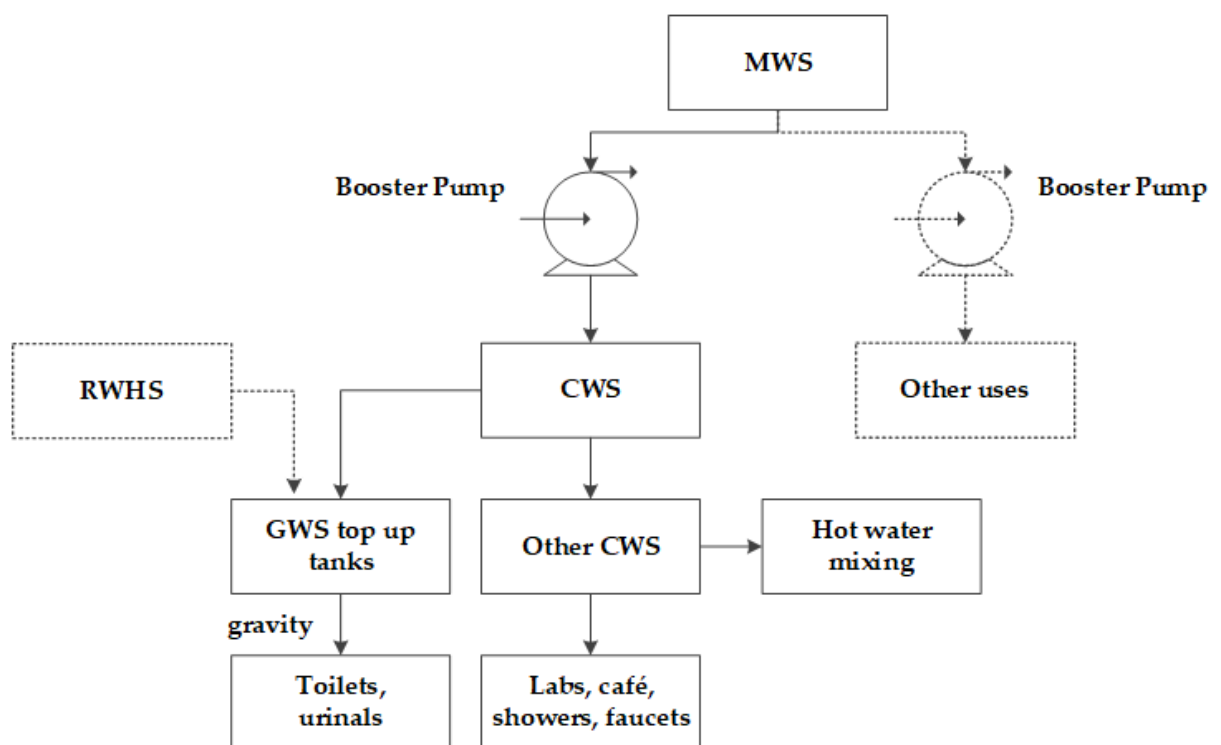 MWS
Booster Pump
Booster Pump
RWHS
CWS
Other uses
GWS top up
tanks
Other CWS
Hot water
mixing
gravity
Toilets,
urinals
Labs, café,
showers, faucets